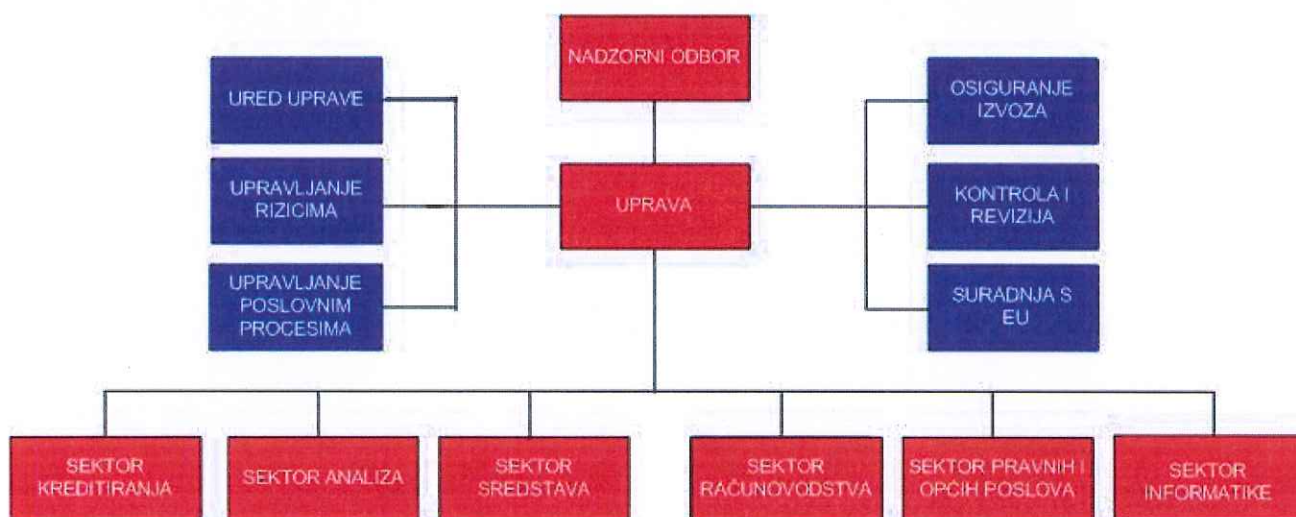 NADZORNI ODBOR
URED UPRAVE
OSIGURANJE
IZVOZA
UPRAVLJANJE
RIZICIMA
UPRAVA
KONTROLA I
REVIZIJA
UPRAVLJANJE
POSLOVNIM
PROCESIMA
SURADNJA S
EU
SEKTOR
KREDITIRANJA
SEKTOR ANALIZA
SEKTOR
SREDSTAVA
SEKTOR
RAČUNOVODSTVA
SEKTOR PRAVNIH I
OPĆIH POSLOVA
SEKTOR
INFORMATIKE